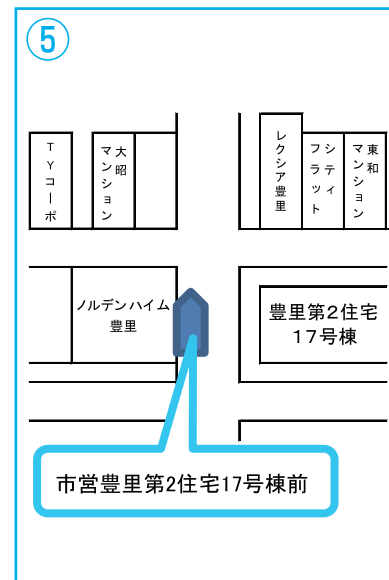 ⑤
TYコーポ
大昭
マンション
レクシア豊里
シティ
フラット
東和
マンション
ノルデンハイム
豊里
豊里第2住宅
17号棟
市営豊里第2住宅17号棟前